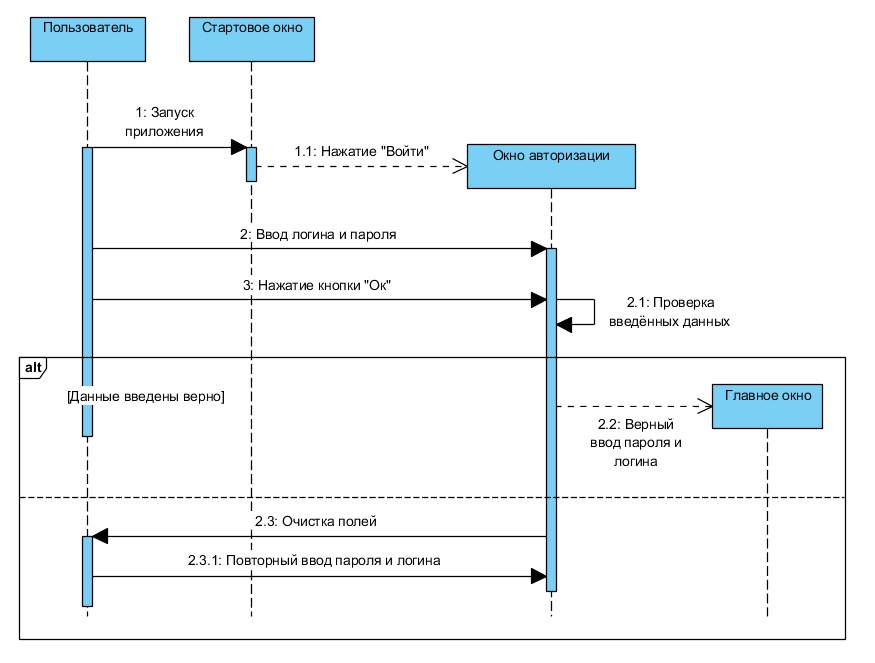 Пользователь
Стартовое окно
1: Запуск
приложения
1.1: Нажатие "Войти"
Окно авторизации
2: Ввод логина и пароля
3: Нажатие кнопки "Ок"
2.1: Проверка
введённых данных
alt
[Данные введены верно]
Главное окно
2.2: Верный
ввод пароля и
логина
2.3: Очистка полей
2.3.1: Повторный ввод пароля и логина